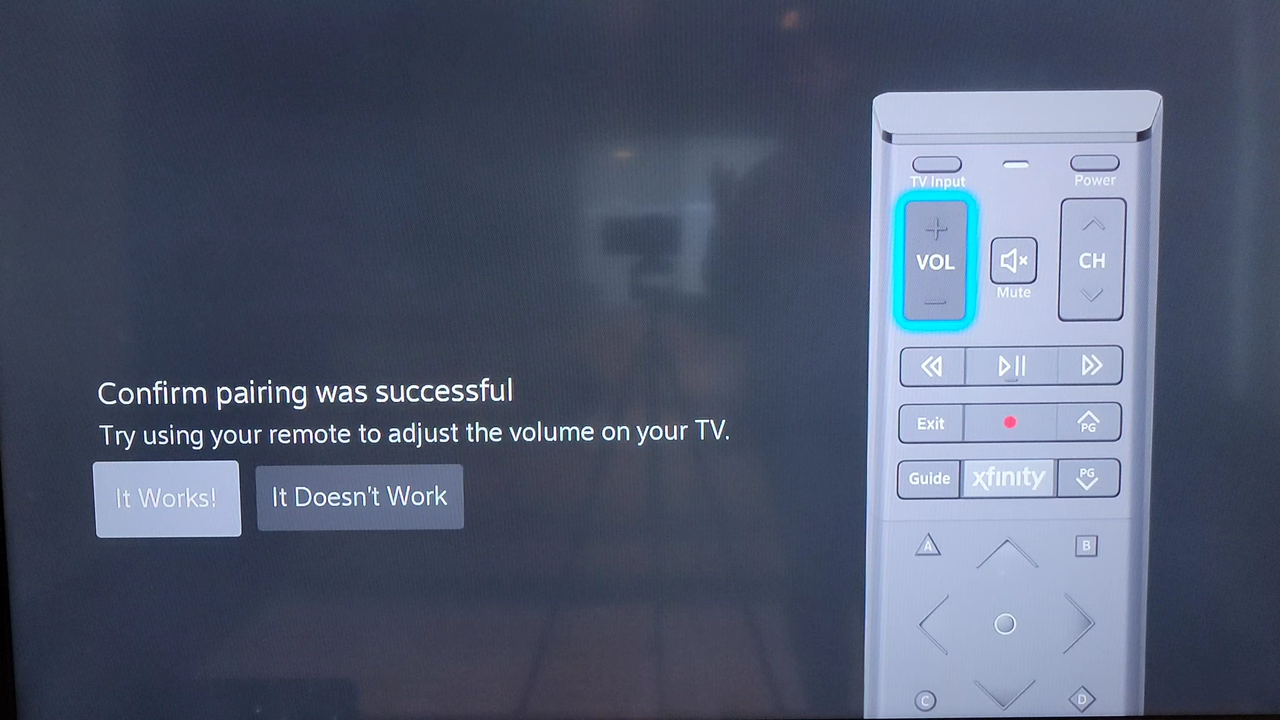 Confirm pairing was successful
Try using your remote to adjust the volume on your TV.
It Works!
It Doesn't Work
TV Input
Power
VOL
Mute
CH
Exit
PG
Guide
xfinity
PG
A
B
C
D